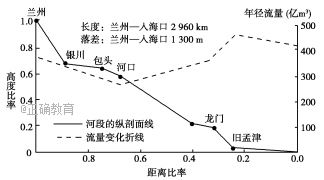 兰州
年径流量(亿m³)
长度:兰州—入海口 2 960 km
落差:兰州—入海口 1 300 m
1.0
500
银川
包头
河口
0.8
400
高度比率
0.6
300
@正确教育
0.4
200
龙门
旧孟津
河段的纵剖面线
流量变化折线
0.2
100
0
0.8
0.6
0.4
0.2
0.0
距离比率